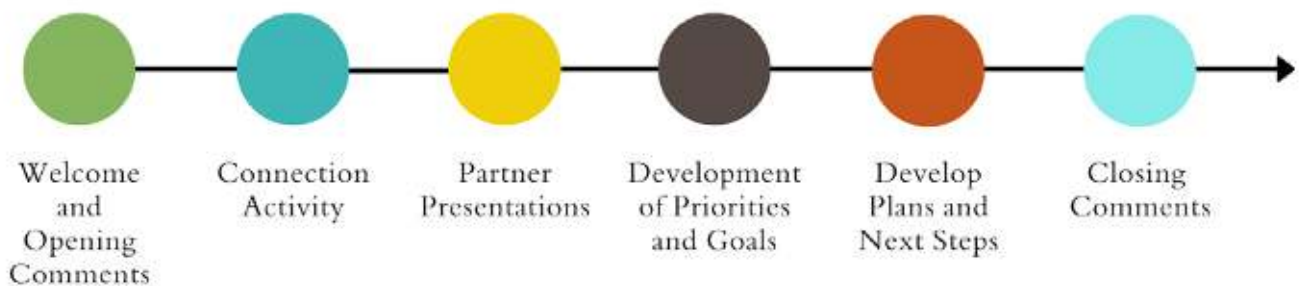 Welcome
and
Opening
Comments
Connection
Activity
Partner
Presentations
Development
of Priorities
and Goals
Develop
Plans and
Next Steps
Closing
Comments